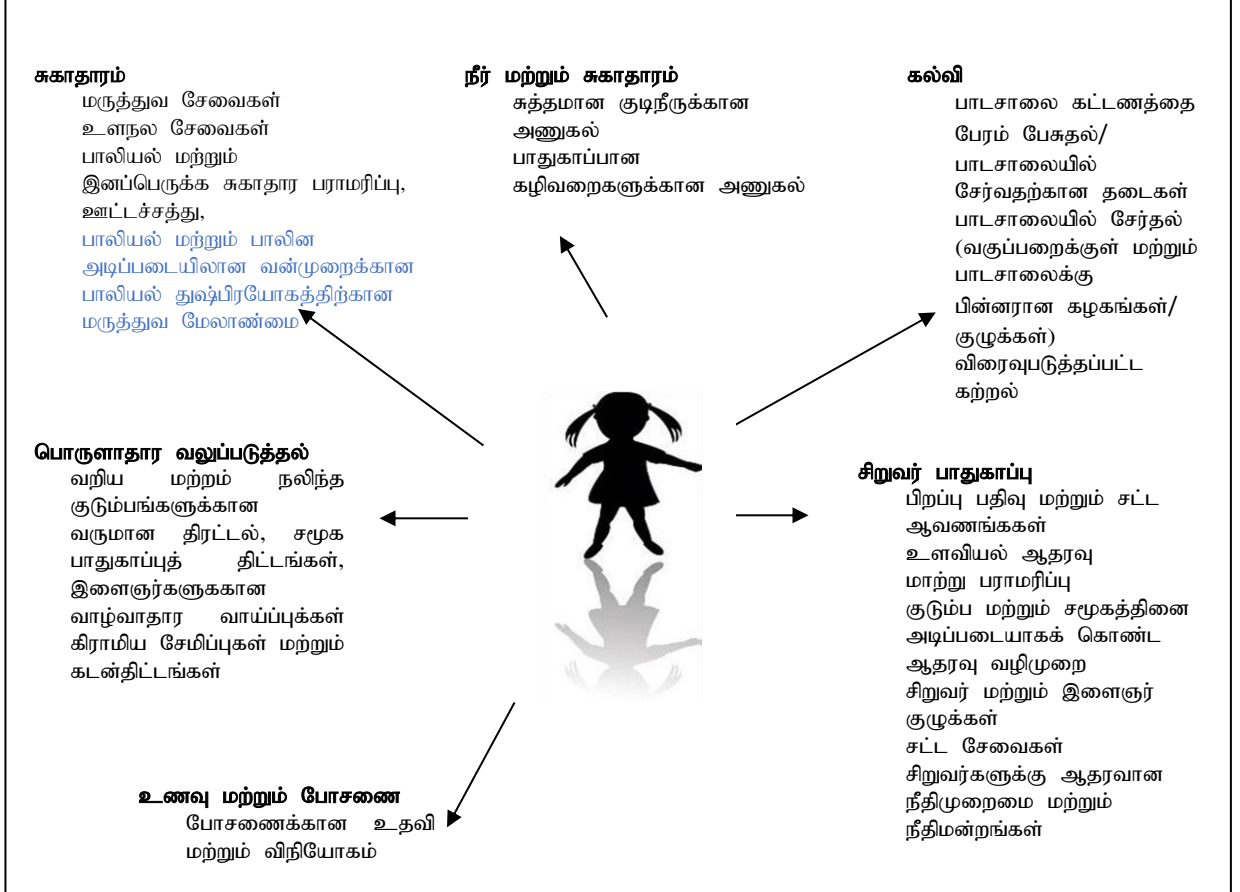 சுகாதாரம்
மருத்துவ சேவைகள்
உளநல சேவைகள்
பாலியல் மற்றும்
இனப்பெருக்க சுகாதார பராமரிப்பு,
ஊட்டச்சத்து,
பாலியல் மற்றும் பாலின
அடிப்படையிலான வன்முறைக்கான
பாலியல் துஷ்பிரயோகத்திற்கான
மருத்துவ மேலாண்மை
நீர் மற்றும் சுகாதாரம்
சுத்தமான குடிநீருக்கான
அணுகல்
பாதுகாப்பான
கழிவறைகளுக்கான அணுகல்
கல்வி
பாடசாலை கட்டணத்தை
பேரம் பேசுதல்/
பாடசாலையில்
சேர்வதற்கான தடைகள்
பாடசாலையில் சேர்தல்
(வகுப்பறைக்குள் மற்றும்
பாடசாலைக்கு
பின்னரான கழகங்கள்/
குழுக்கள்)
விரைவுபடுத்தப்பட்ட
கற்றல்
பொருளாதார வலுப்படுத்தல்
வறிய மற்றம் நலிந்த
குடும்பங்களுக்கான
வருமான திரட்டல், சமூக
பாதுகாப்புத் திட்டங்கள்,
இளைஞர்களுககான
வாழ்வாதார வாய்ப்புக்கள்
கிராமிய சேமிப்புகள் மற்றும்
கடன்திட்டங்கள்
சிறுவர் பாதுகாப்பு
பிறப்பு பதிவு மற்றும் சட்ட
ஆவணங்ககள்
உளவியல் ஆதரவு
மாற்று பராமரிப்பு
குடும்ப மற்றும் சமூகத்தினை
அடிப்படையாகக் கொண்ட
ஆதரவு வழிமுறை
சிறுவர் மற்றும் இளைஞர்
குழுக்கள்
சட்ட சேவைகள்
சிறுவர்களுக்கு ஆதரவான
நீதிமுறைமை மற்றும்
நீதிமன்றங்கள்
உணவு மற்றும் போசணை
போசணைக்கான உதவி
மற்றும் விநியோகம்